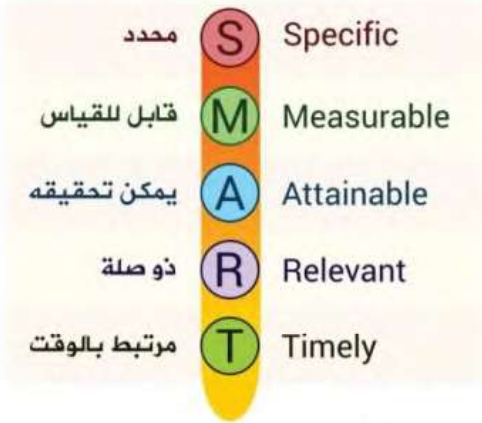 محدد S Specific
قابل للقياس M Measurable
يمكن تحقيقه A Attainable
ذو صلة R Relevant
مرتبط بالوقت T Timely